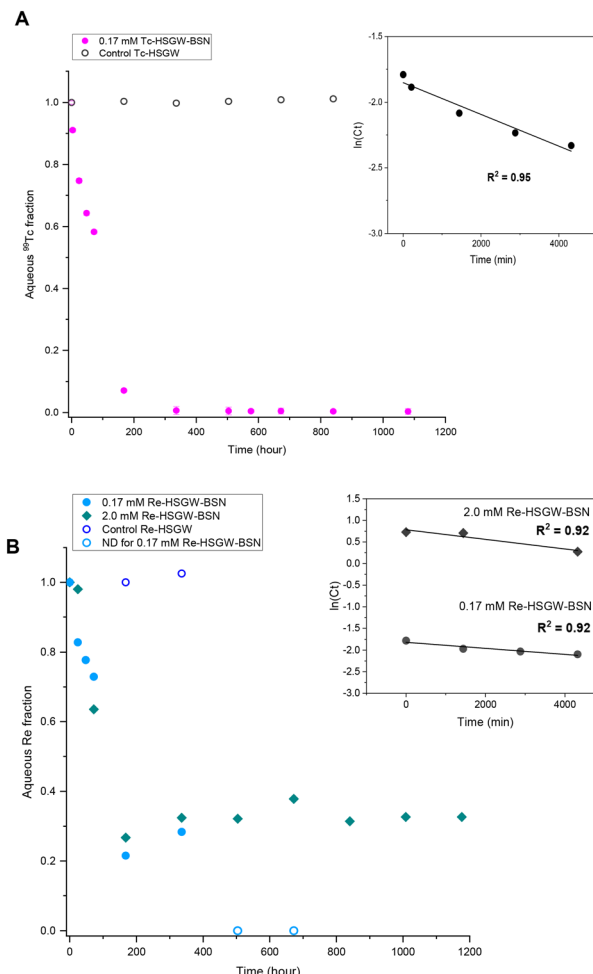 A
0.17 mM Tc-HSGW-BSN
Control Tc-HSGW
1.0
0.8
0.6
0.4
0.2
0.0
Aqueous ⁹⁹Tc fraction
0 200 400 600 800 1000 1200
Time (hour)
-1.5
-2.0
-2.5
-3.0
ln(Ct)
R² = 0.95
0 2000 4000
Time (min)
B
0.17 mM Re-HSGW-BSN
2.0 mM Re-HSGW-BSN
Control Re-HSGW
ND for 0.17 mM Re-HSGW-BSN
1.0
0.8
0.6
0.4
0.2
0.0
Aqueous Re fraction
0 200 400 600 800 1000 1200
Time (hour)
1.5
1.0
0.5
0.0
-0.5
-1.0
-1.5
-2.0
-2.5
-3.0
ln(Ct)
2.0 mM Re-HSGW-BSN
R² = 0.92
0.17 mM Re-HSGW-BSN
R² = 0.92
0 2000 4000
Time (min)